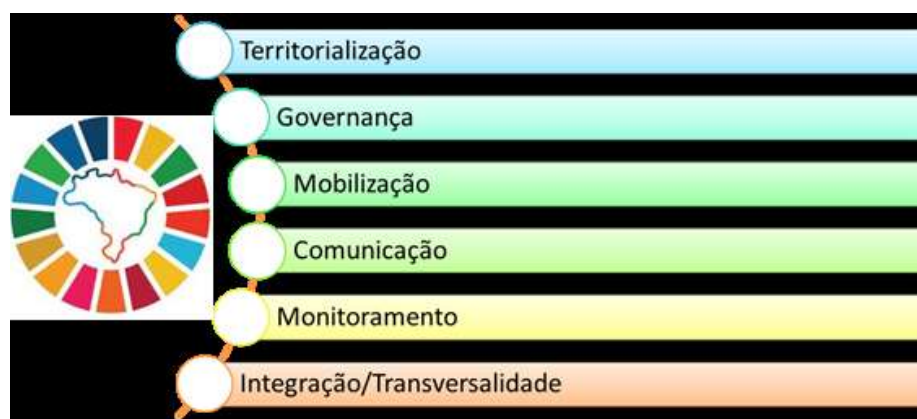 Territorialização
Governança
Mobilização
Comunicação
Monitoramento
Integração/Transversalidade